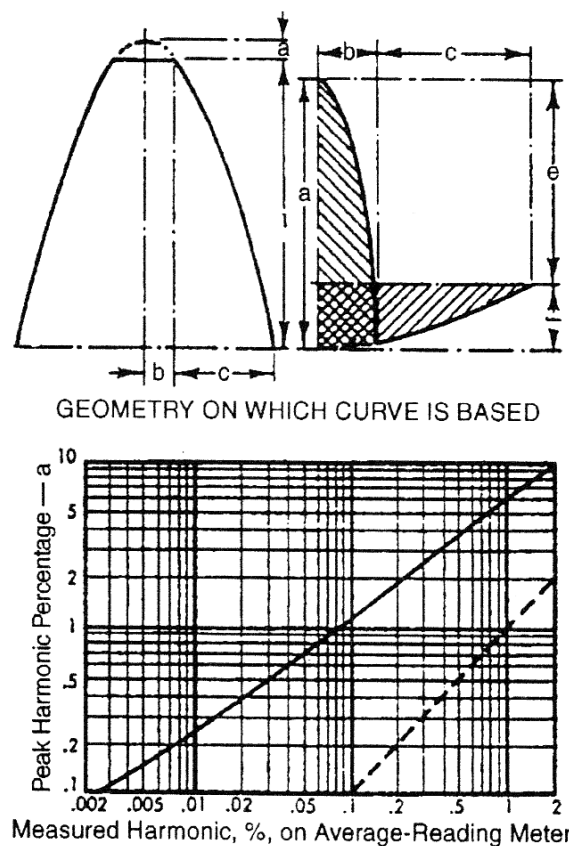 a
b
c
a
e
f
b
c
GEOMETRY ON WHICH CURVE IS BASED
Peak Harmonic Percentage — a
10
5
2
1
.5
.2
.1
.002 .005 .01 .02 .05 0.1 .2 .5 1 2
Measured Harmonic, %, on Average-Reading Meter